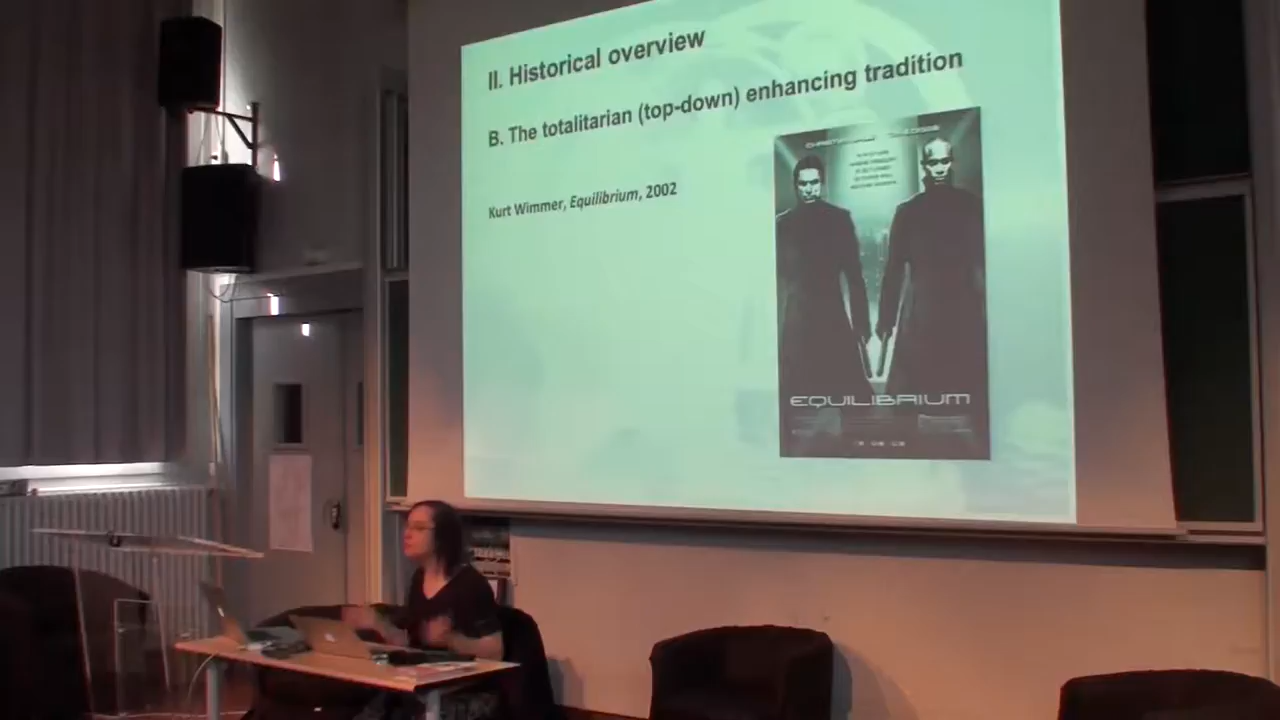 II. Historical overview
B. The totalitarian (top-down) enhancing tradition
Kurt Wimmer, Equilibrium, 2002
EQUILIBRIUM